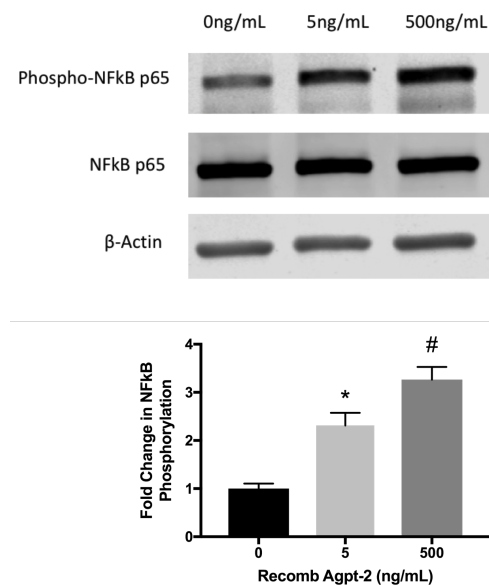 0ng/mL 5ng/mL 500ng/mL
Phospho-NFkB p65
NFkB p65
β-Actin
Fold Change in NFkB
Phosphorylation
4
3
2
1
0
*
#
0 5 500
Recomb Agpt-2 (ng/mL)